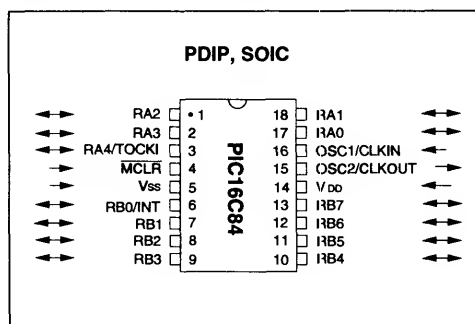 PDIP, SOIC
RA2 1 18 RA1
RA3 2 17 RA0
RA4/TOCKI 3 16 OSC1/CLKIN
MCLR 4 15 OSC2/CLKOUT
Vss 5 14 VDD
RB0/INT 6 13 RB7
RB1 7 12 RB6
RB2 8 11 RB5
RB3 9 10 RB4
PIC16C84